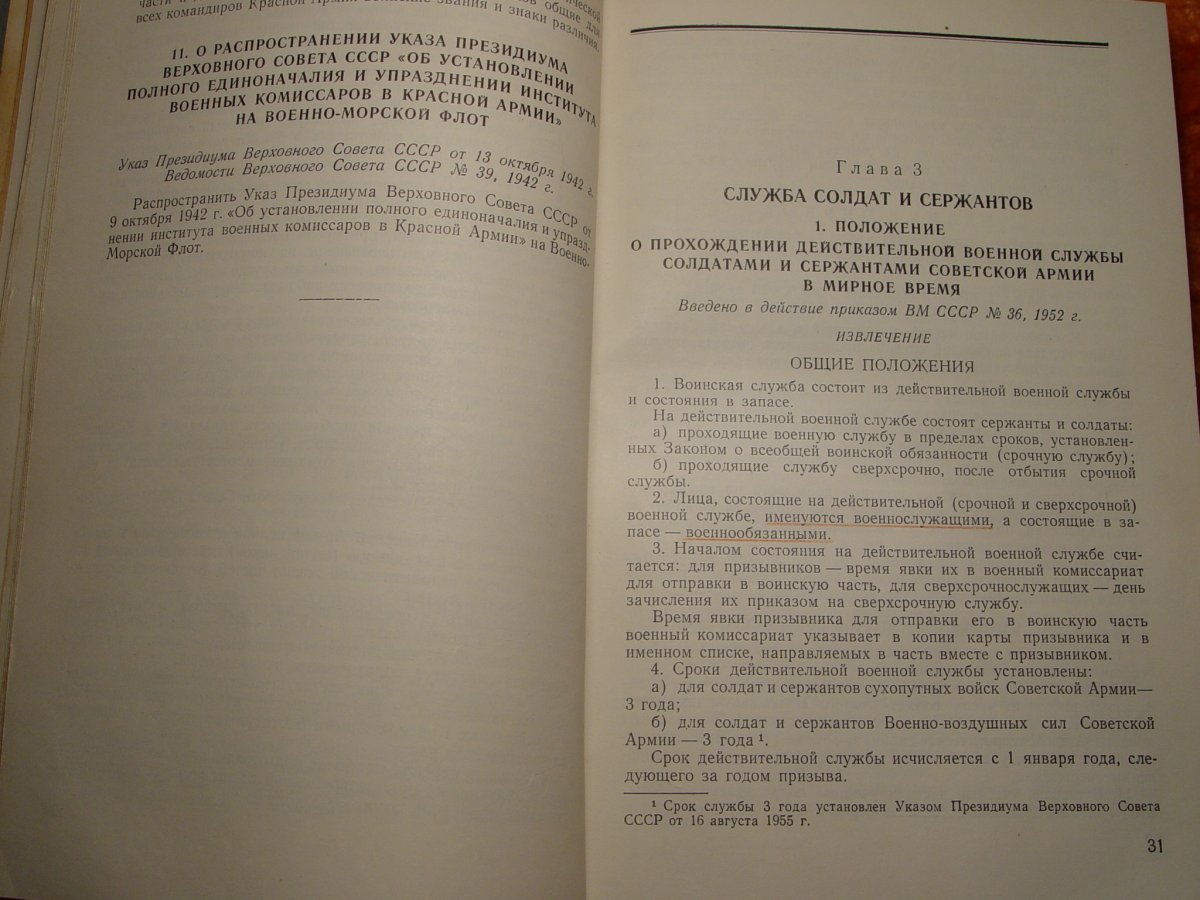 всех командиров Красной Армии воинские звания и знаки различия.
11. О РАСПРОСТРАНЕНИИ УКАЗА ПРЕЗИДИУМА
ВЕРХОВНОГО СОВЕТА СССР «ОБ УСТАНОВЛЕНИИ
ПОЛНОГО ЕДИНОНАЧАЛИЯ И УПРАЗДНЕНИИ ИНСТИТУТА
ВОЕННЫХ КОМИССАРОВ В КРАСНОЙ АРМИИ»
НА ВОЕННО-МОРСКОЙ ФЛОТ
Указ Президиума Верховного Совета СССР от 13 октября 1942 г.
Ведомости Верховного Совета СССР № 39, 1942 г.
Распространить Указ Президиума Верховного Совета СССР от
9 октября 1942 г. «Об установлении полного единоначалия и упразд-
нении института военных комиссаров в Красной Армии» на Военно-
Морской Флот.
Глава 3
СЛУЖБА СОЛДАТ И СЕРЖАНТОВ
1. ПОЛОЖЕНИЕ
О ПРОХОЖДЕНИИ ДЕЙСТВИТЕЛЬНОЙ ВОЕННОЙ СЛУЖБЫ
СОЛДАТАМИ И СЕРЖАНТАМИ СОВЕТСКОЙ АРМИИ
В МИРНОЕ ВРЕМЯ
Введено в действие приказом ВМ СССР № 36, 1952 г.
ИЗВЛЕЧЕНИЕ
ОБЩИЕ ПОЛОЖЕНИЯ
1. Воинская служба состоит из действительной военной службы
и состояния в запасе.
На действительной военной службе состоят сержанты и солдаты:
а) проходящие военную службу в пределах сроков, установлен-
ных Законом о всеобщей воинской обязанности (срочную службу);
б) проходящие службу сверхсрочно, после отбытия срочной
службы.
2. Лица, состоящие на действительной (срочной и сверхсрочной)
военной службе, именуются военнослужащими, а состоящие в за-
пасе — военнообязанными.
3. Началом состояния на действительной военной службе счи-
тается: для призывников — время явки их в военный комиссариат
для отправки в воинскую часть, для сверхсрочнослужащих — день
зачисления их приказом на сверхсрочную службу.
Время явки призывника для отправки его в воинскую часть
военный комиссариат указывает в копии карты призывника и в
именном списке, направляемых в часть вместе с призывником.
4. Сроки действительной военной службы установлены:
а) для солдат и сержантов сухопутных войск Советской Армии—
3 года;
б) для солдат и сержантов Военно-воздушных сил Советской
Армии — 3 года ¹.
Срок действительной службы исчисляется с 1 января года, сле-
дующего за годом призыва.
¹ Срок службы 3 года установлен Указом Президиума Верховного Совета
СССР от 16 августа 1955 г.
31